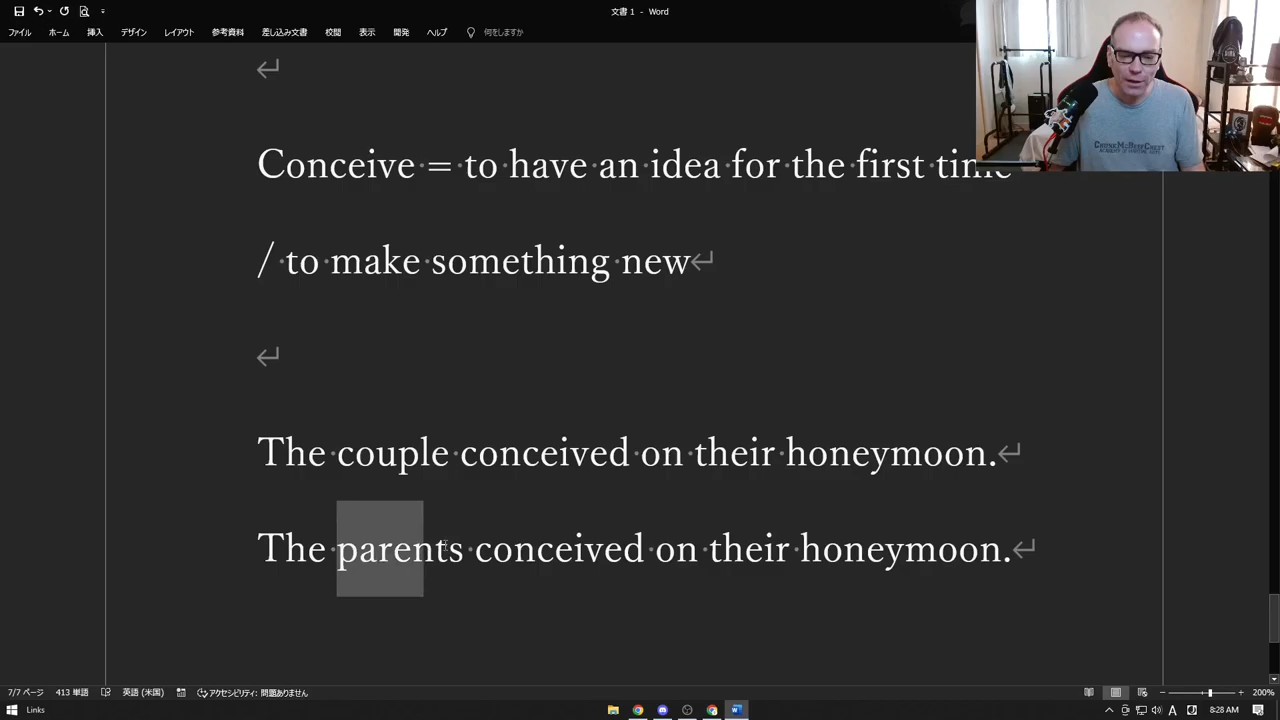 文書 1 - Word
ファイル ホーム 挿入 デザイン レイアウト 参考資料 差し込み文書 校閲 表示 開発 ヘルプ 何をしますか
Conceive = to have an idea for the first time
/ to make something new
The couple conceived on their honeymoon.
The parents conceived on their honeymoon.
7/7 ページ 413 単語 英語 (米国) アクセシビリティ: 問題ありません 200%
Links A 8:28 AM